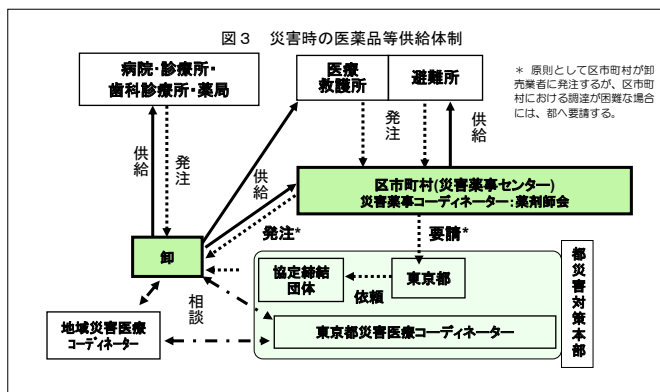 図３　災害時の医薬品等供給体制
病院・診療所・
歯科診療所・薬局
医療
救護所
避難所
＊　原則として区市町村が卸
売業者に発注するが、区市町
村における調達が困難な場合
には、都へ要請する。
供給
発注
供給
供給
発注
供給
区市町村(災害薬事センター)
災害薬事コーディネーター：薬剤師会
発注*
要請*
卸
協定締結
団体
依頼
東京都
都災害対策本部
相談
地域災害医療
コーディネーター
東京都災害医療コーディネーター